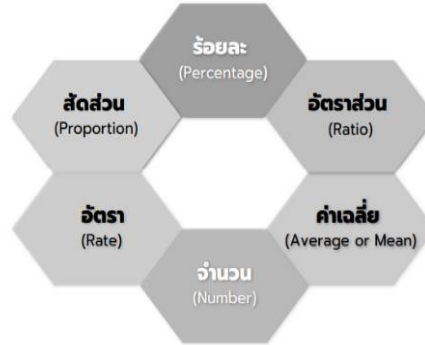 ร้อยละ
(Percentage)
สัดส่วน
(Proportion)
อัตราส่วน
(Ratio)
อัตรา
(Rate)
ค่าเฉลี่ย
(Average or Mean)
จำนวน
(Number)